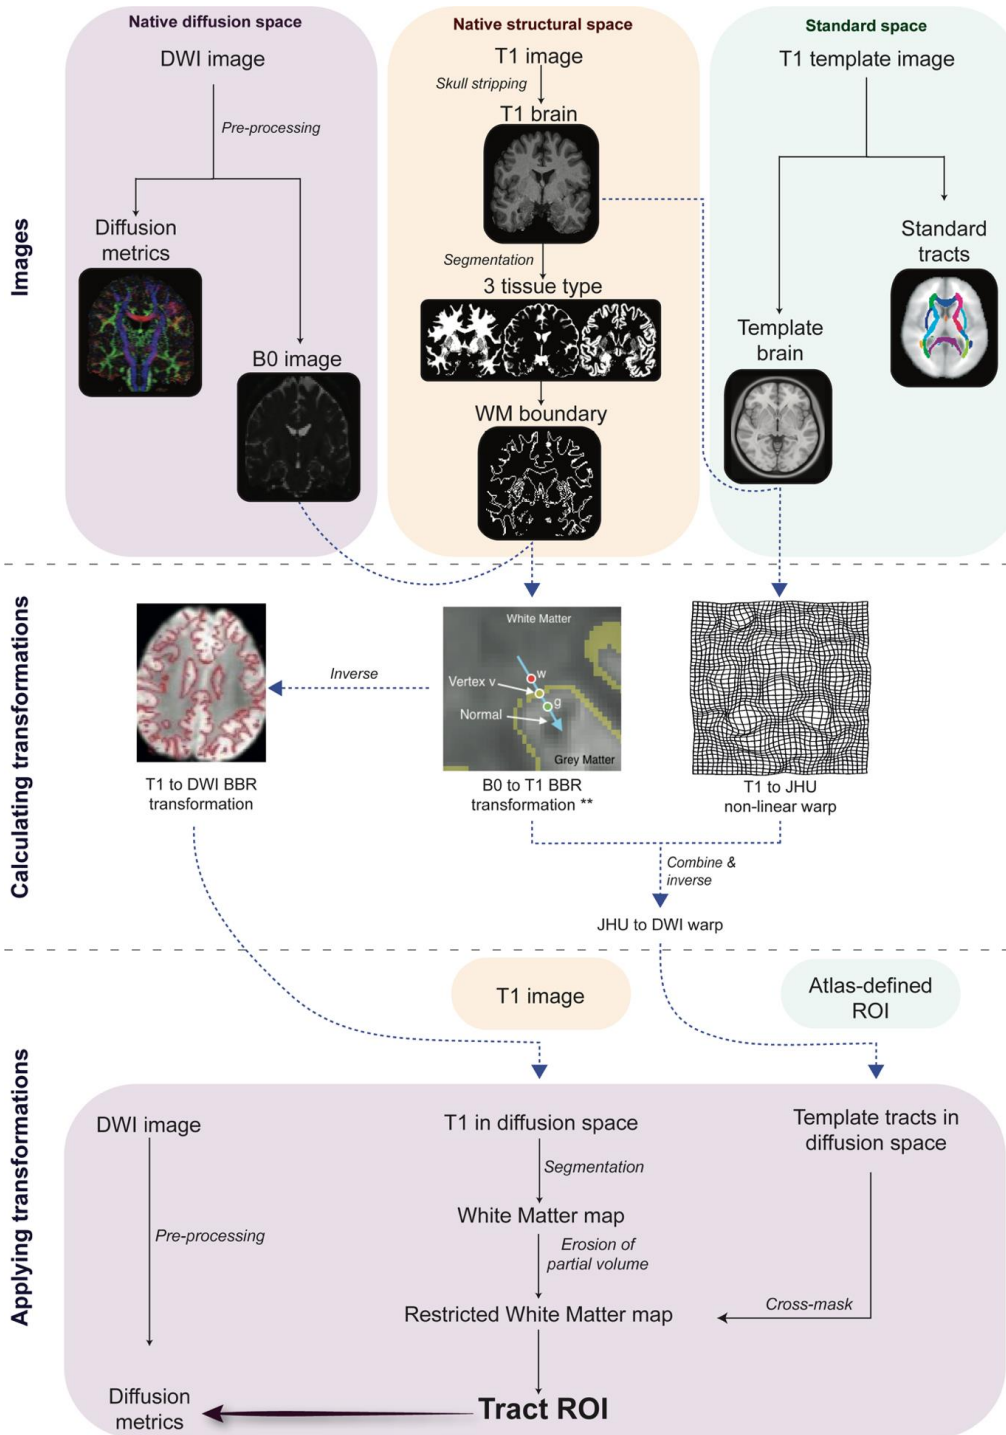 Native diffusion space
Native structural space
Standard space
DWI image
T1 image
T1 template image
Skull stripping
T1 brain
Pre-processing
Images
Diffusion
metrics
Standard
tracts
Segmentation
3 tissue type
Template
brain
B0 image
WM boundary
Calculating transformations
White Matter
w
Vertex v
g
Normal
Grey Matter
Inverse
T1 to DWI BBR
transformation
B0 to T1 BBR
transformation **
T1 to JHU
non-linear warp
Combine &
inverse
JHU to DWI warp
Applying transformations
T1 image
Atlas-defined
ROI
DWI image
T1 in diffusion space
Template tracts in
diffusion space
Segmentation
White Matter map
Pre-processing
Erosion of
partial volume
Restricted White Matter map
Cross-mask
Diffusion
metrics
Tract ROI